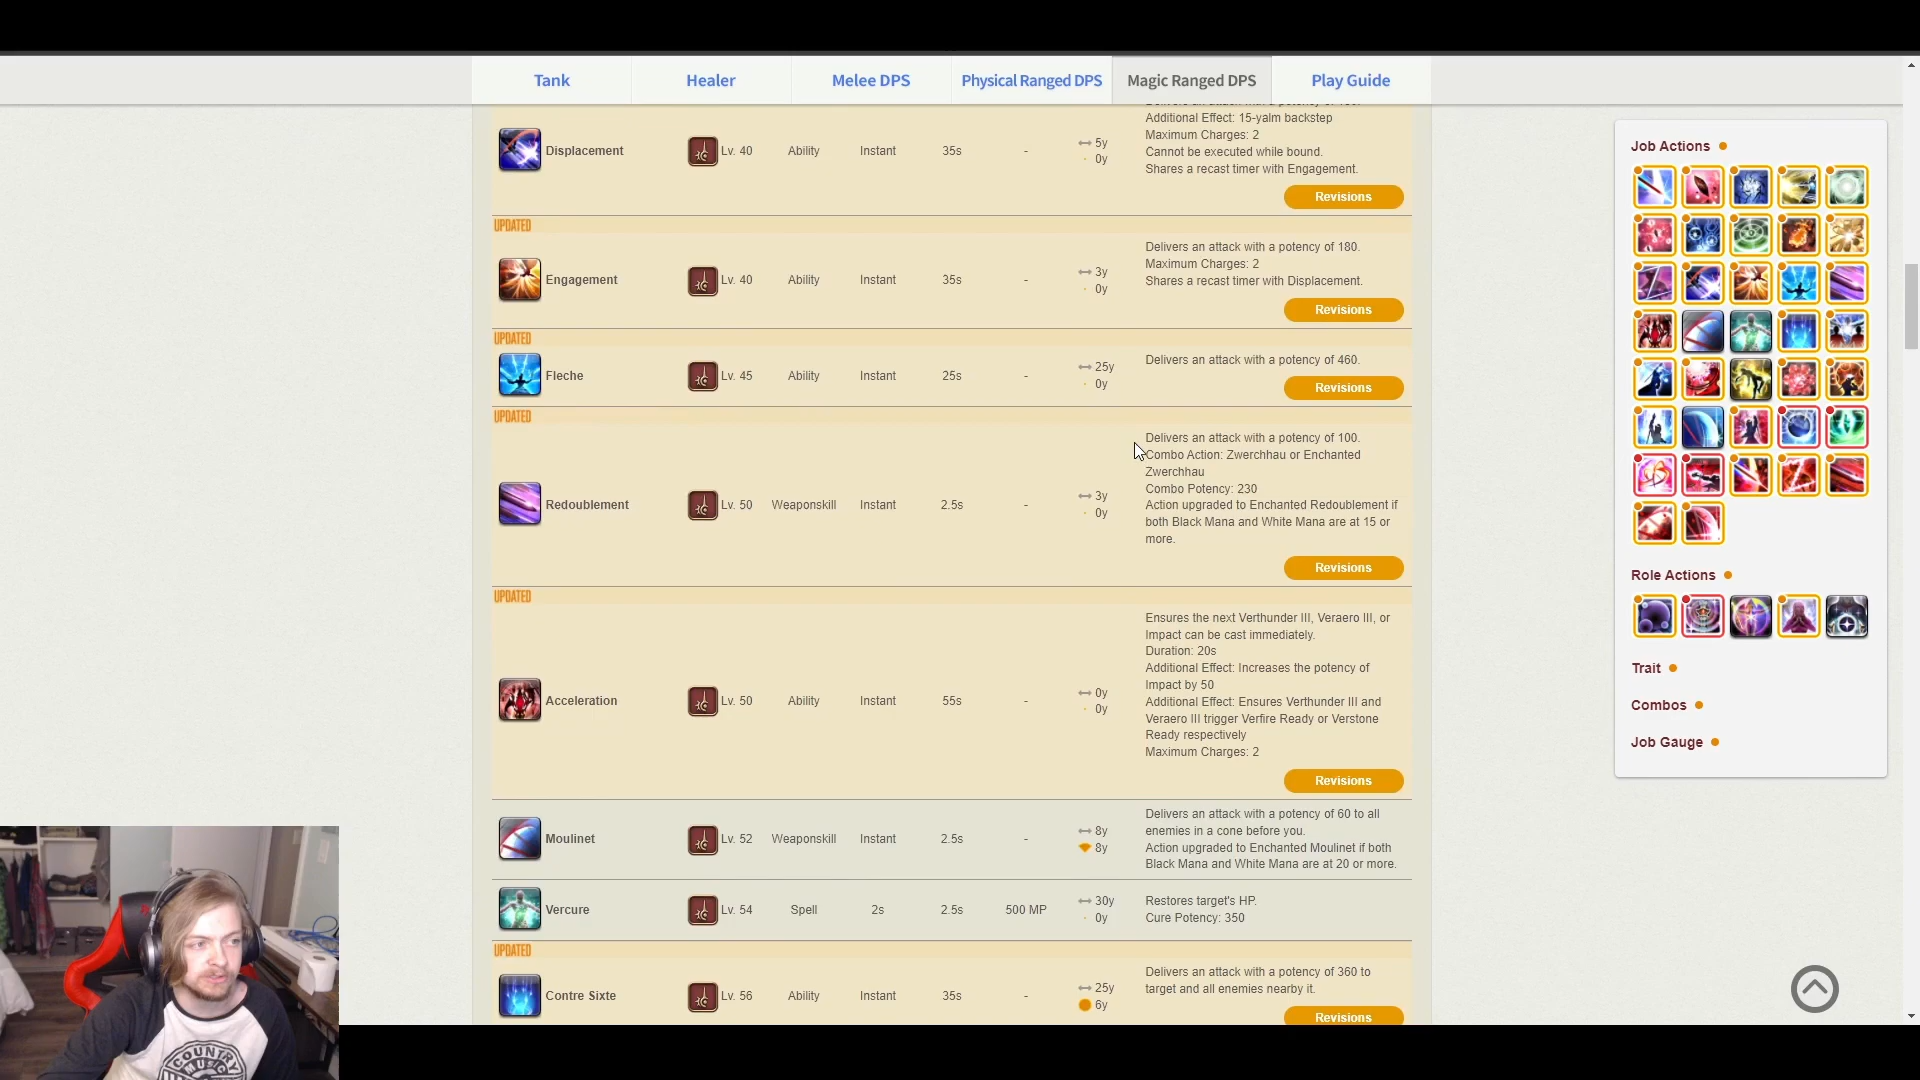 Tank
Healer
Melee DPS
Physical Ranged DPS
Magic Ranged DPS
Play Guide
Additional Effect: 15-yalm backstep
Maximum Charges: 2
Cannot be executed while bound.
Shares a recast timer with Engagement.
Displacement
Lv. 40
Ability
Instant
35s
-
5y
0y
Revisions
UPDATED
Engagement
Lv. 40
Ability
Instant
35s
-
3y
0y
Delivers an attack with a potency of 180.
Maximum Charges: 2
Shares a recast timer with Displacement.
Revisions
UPDATED
Fleche
Lv. 45
Ability
Instant
25s
-
25y
0y
Delivers an attack with a potency of 460.
Revisions
UPDATED
Redoublement
Lv. 50
Weaponskill
Instant
2.5s
-
3y
0y
Delivers an attack with a potency of 100.
Combo Action: Zwerchhau or Enchanted
Zwerchhau
Combo Potency: 230
Action upgraded to Enchanted Redoublement if
both Black Mana and White Mana are at 15 or
more.
Revisions
UPDATED
Acceleration
Lv. 50
Ability
Instant
55s
-
0y
0y
Ensures the next Verthunder III, Veraero III, or
Impact can be cast immediately.
Duration: 20s
Additional Effect: Increases the potency of
Impact by 50
Additional Effect: Ensures Verthunder III and
Veraero III trigger Verfire Ready or Verstone
Ready respectively
Maximum Charges: 2
Revisions
Moulinet
Lv. 52
Weaponskill
Instant
2.5s
-
8y
8y
Delivers an attack with a potency of 60 to all
enemies in a cone before you.
Action upgraded to Enchanted Moulinet if both
Black Mana and White Mana are at 20 or more.
Vercure
Lv. 54
Spell
2s
2.5s
500 MP
30y
0y
Restores target's HP.
Cure Potency: 350
UPDATED
Contre Sixte
Lv. 56
Ability
Instant
35s
-
25y
6y
Delivers an attack with a potency of 360 to
target and all enemies nearby it.
Revisions
Job Actions
Role Actions
Trait
Combos
Job Gauge
COUNTRY
MUSIC